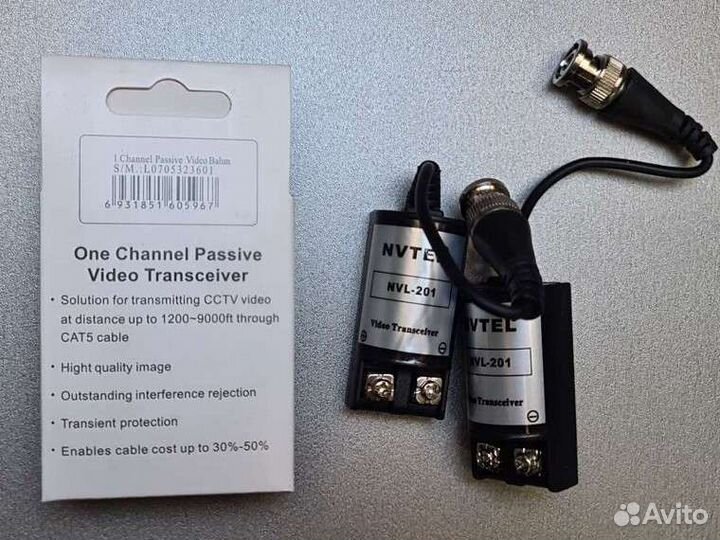 1 Channel Passive Video Balun
S/M.:L0705323601
6 931851 605967
One Channel Passive
Video Transceiver
• Solution for transmitting CCTV video
at distance up to 1200~9000ft through
CAT5 cable
• Hight quality image
• Outstanding interference rejection
• Transient protection
• Enables cable cost up to 30%-50%
NVTEL
NVL-201
Video Transceiver
NVTEL
NVL-201
Transceiver
Avito